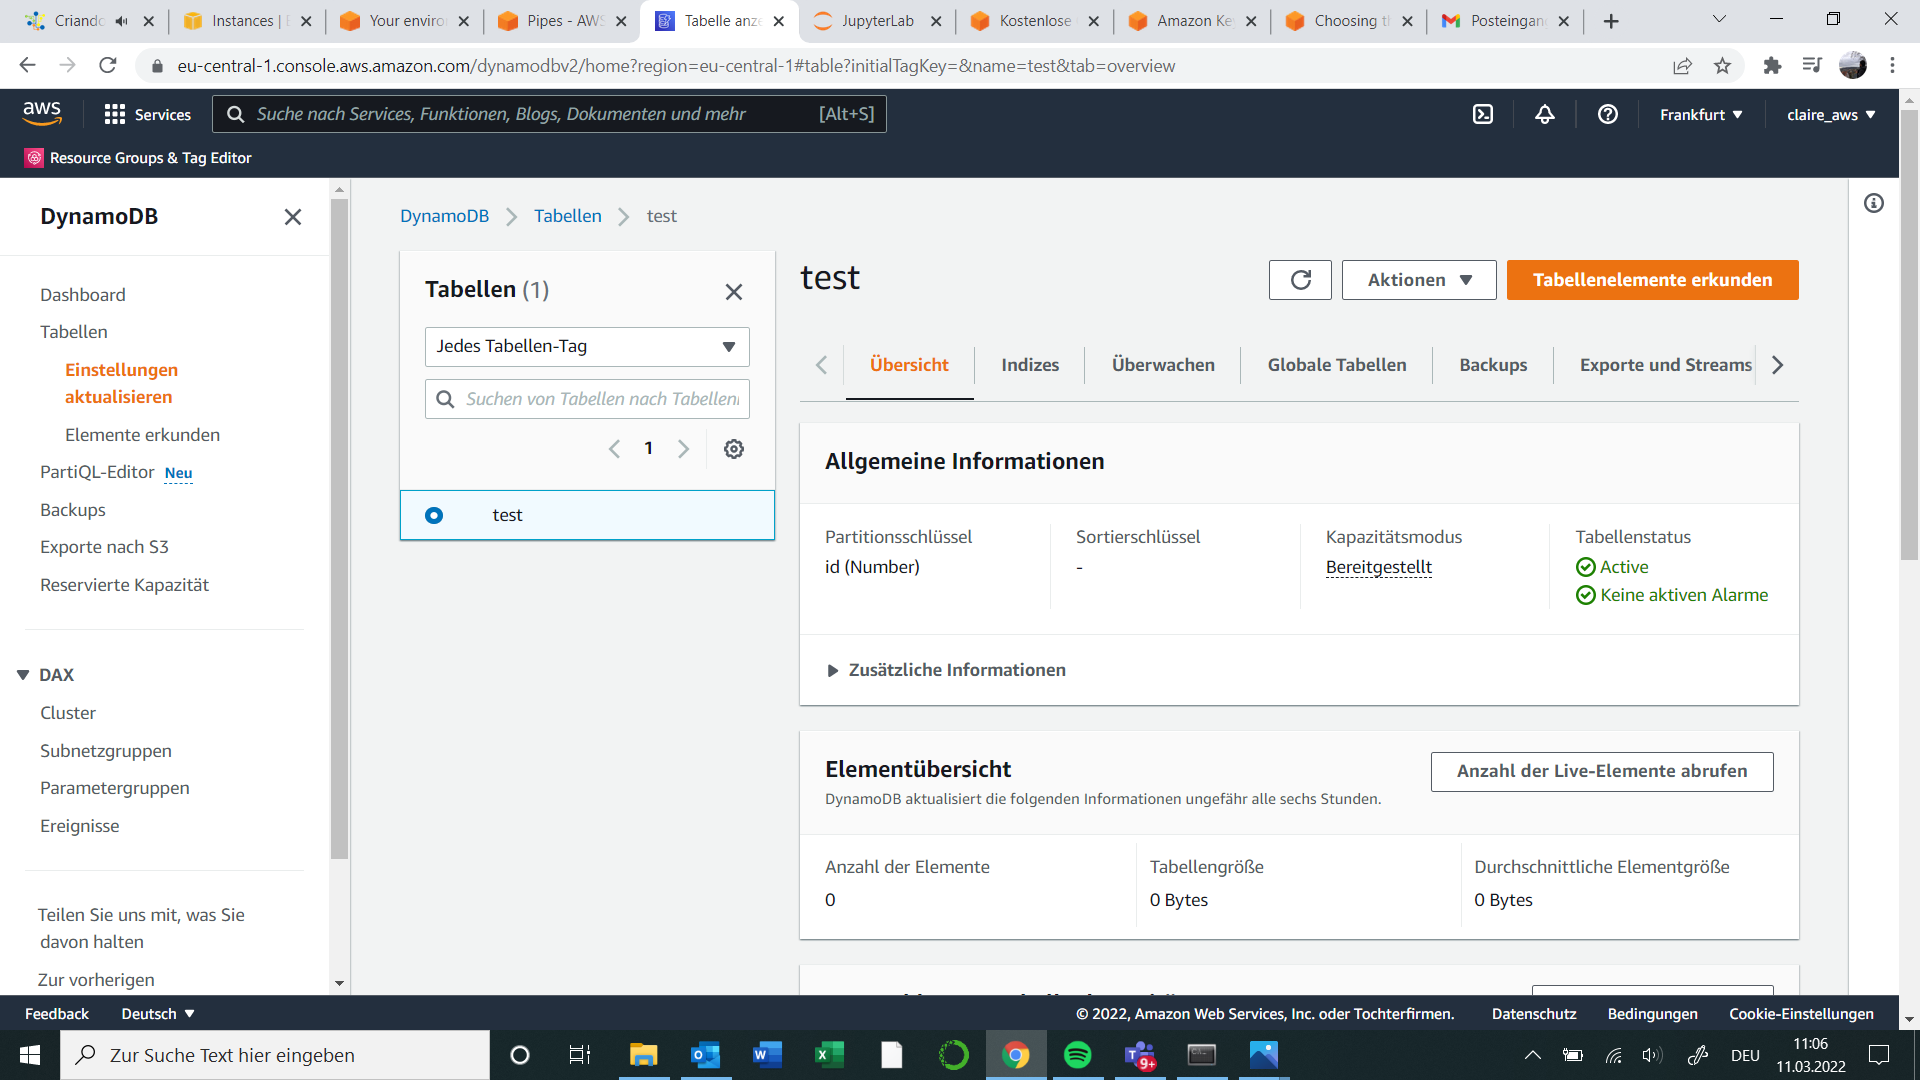 Criando
Instances |
Your enviro
Pipes - AWS
Tabelle anze
JupyterLab
Kostenlose
Amazon Ke
Choosing t
Posteingan
eu-central-1.console.aws.amazon.com/dynamodbv2/home?region=eu-central-1#table?initialTagKey=&name=test&tab=overview
aws
Services
Suche nach Services, Funktionen, Blogs, Dokumenten und mehr
[Alt+S]
Frankfurt
claire_aws
Resource Groups & Tag Editor
DynamoDB
Dashboard
Tabellen
Einstellungen
aktualisieren
Elemente erkunden
PartiQL-Editor Neu
Backups
Exporte nach S3
Reservierte Kapazität
DAX
Cluster
Subnetzgruppen
Parametergruppen
Ereignisse
Teilen Sie uns mit, was Sie
davon halten
Zur vorherigen
DynamoDB
Tabellen
test
Tabellen (1)
Jedes Tabellen-Tag
Suchen von Tabellen nach Tabellen
1
test
test
Aktionen
Tabellenelemente erkunden
Übersicht
Indizes
Überwachen
Globale Tabellen
Backups
Exporte und Streams
Allgemeine Informationen
Partitionsschlüssel
id (Number)
Sortierschlüssel
-
Kapazitätsmodus
Bereitgestellt
Tabellenstatus
Active
Keine aktiven Alarme
Zusätzliche Informationen
Elementübersicht
DynamoDB aktualisiert die folgenden Informationen ungefähr alle sechs Stunden.
Anzahl der Live-Elemente abrufen
Anzahl der Elemente
0
Tabellengröße
0 Bytes
Durchschnittliche Elementgröße
0 Bytes
Feedback
Deutsch
© 2022, Amazon Web Services, Inc. oder Tochterfirmen.
Datenschutz
Bedingungen
Cookie-Einstellungen
Zur Suche Text hier eingeben
9+
DEU
11:06
11.03.2022